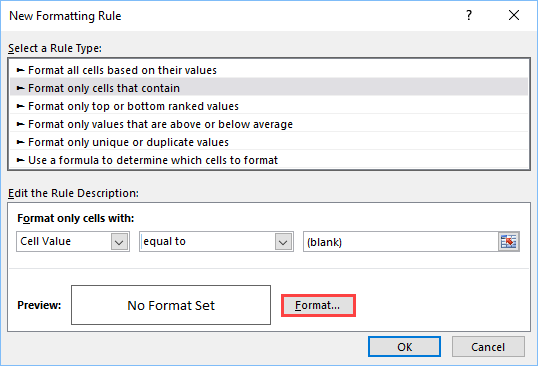 New Formatting Rule ?
Select a Rule Type:
► Format all cells based on their values
► Format only cells that contain
► Format only top or bottom ranked values
► Format only values that are above or below average
► Format only unique or duplicate values
► Use a formula to determine which cells to format
Edit the Rule Description:
Format only cells with:
Cell Value equal to (blank)
Preview: No Format Set Format...
OK Cancel